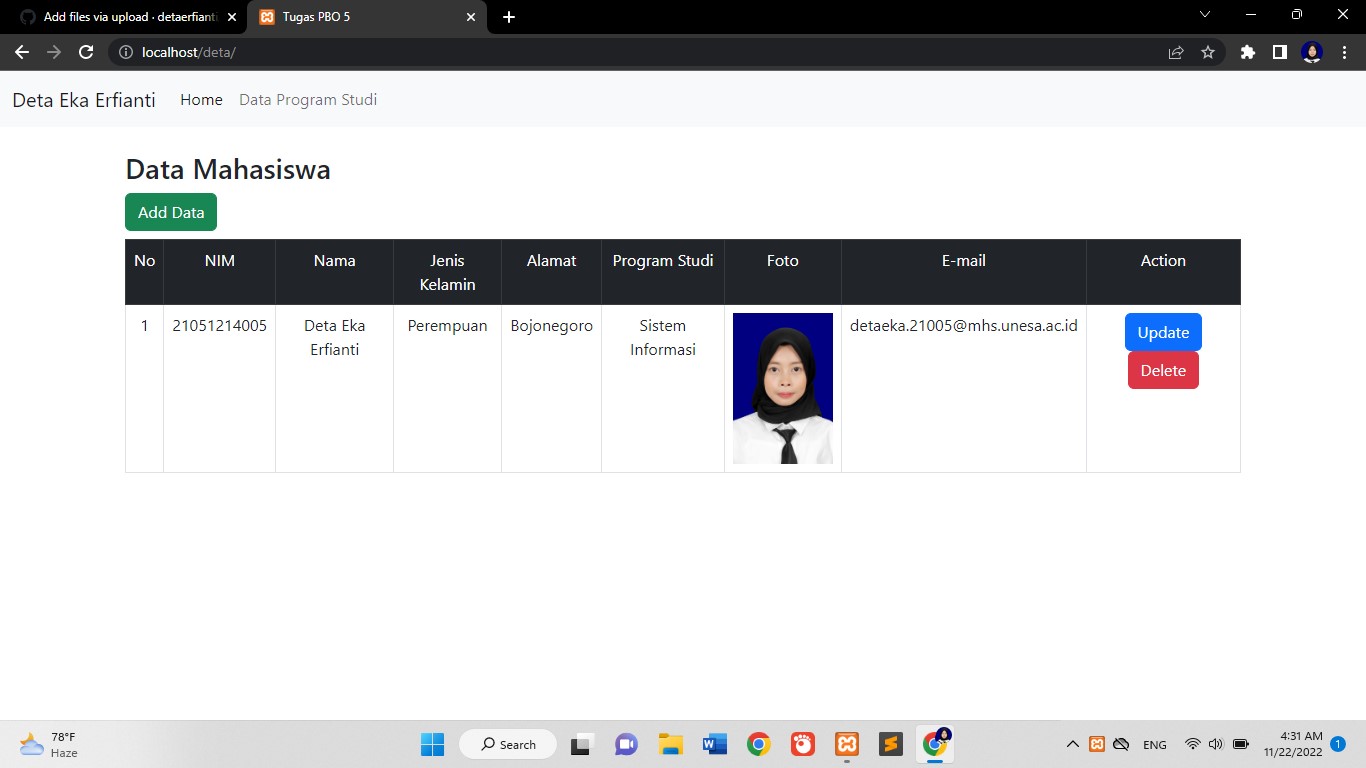 Add files via upload · detaerfianti
Tugas PBO 5
localhost/deta/
Deta Eka Erfianti
Home
Data Program Studi
Data Mahasiswa
Add Data
No
NIM
Nama
Jenis
Kelamin
Alamat
Program Studi
Foto
E-mail
Action
1
21051214005
Deta Eka
Erfianti
Perempuan
Bojonegoro
Sistem
Informasi
detaeka.21005@mhs.unesa.ac.id
Update
Delete
78°F
Haze
Search
ENG
4:31 AM
11/22/2022
1